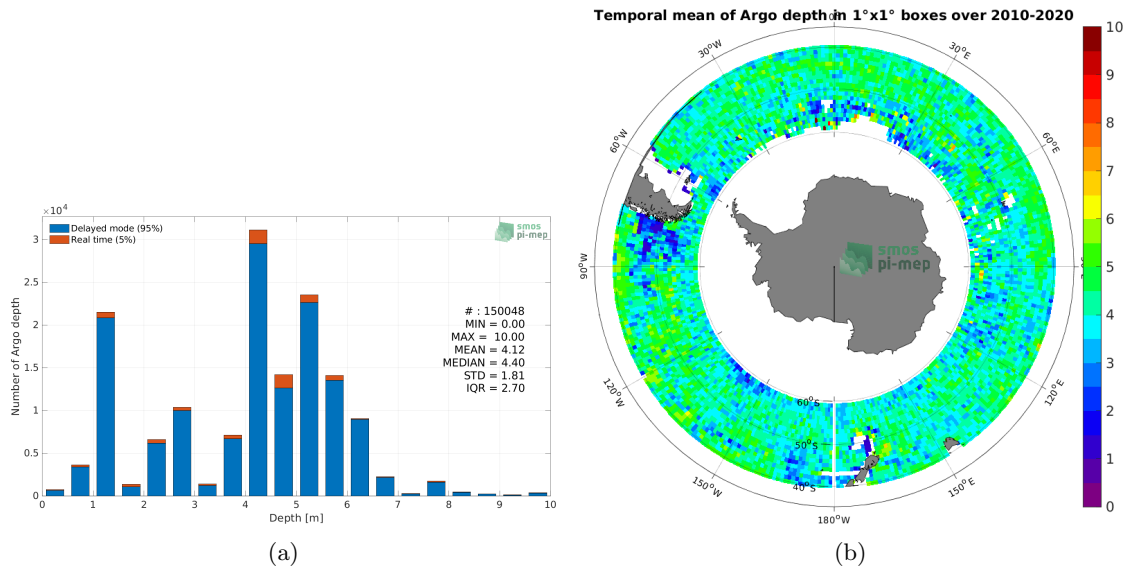 ×10⁴
Delayed mode (95%)
Real time (5%)
smos
pi-mep
# : 150048
MIN = 0.00
MAX = 10.00
MEAN = 4.12
MEDIAN = 4.40
STD = 1.81
IQR = 2.70
Number of Argo depth
3
2.5
2
1.5
1
0.5
0
0 1 2 3 4 5 6 7 8 9 10
Depth [m]
(a)
Temporal mean of Argo depth in 1°x1° boxes over 2010-2020
30°W
30°E
60°W
60°E
90°W
120°W
120°E
150°W
150°E
180°W
60°S
50°S
40°S
smos
pi-mep
10
9
8
7
6
5
4
3
2
1
0
(b)